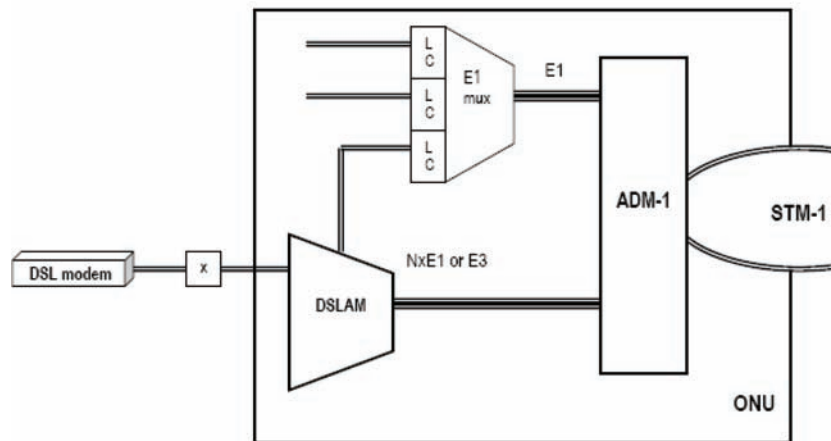 L
C
E1
mux
E1
L
C
L
C
ADM-1
STM-1
DSL modem
x
NxE1 or E3
DSLAM
ONU